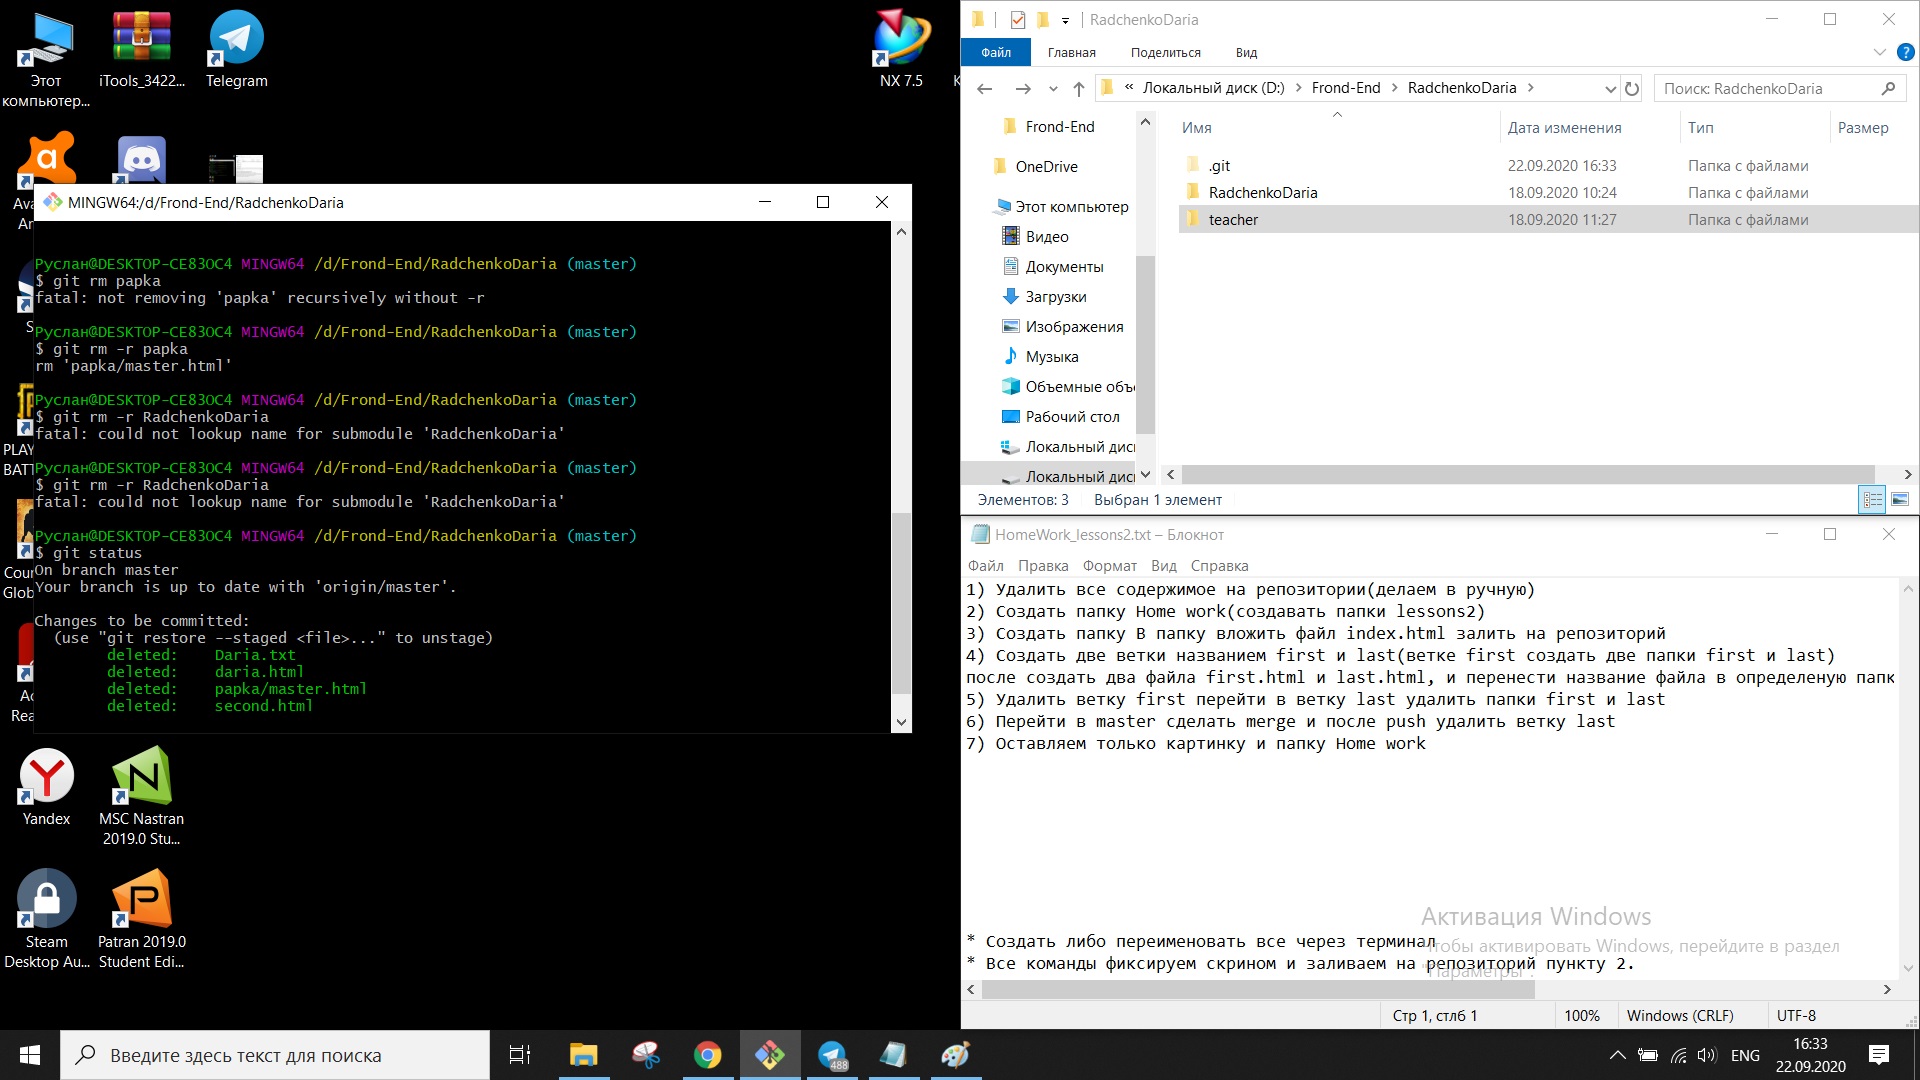 Этот
компьютер...
iTools_3422...
Telegram
NX 7.5
Ava
Ar
S
PLAY
BATT
Coun
Glob
Ac
Rea
Yandex
MSC Nastran
2019.0 Stu...
Steam
Desktop Au...
Patran 2019.0
Student Edi...
MINGW64:/d/Frond-End/RadchenkoDaria
Руслан@DESKTOP-CE83OC4 MINGW64 /d/Frond-End/RadchenkoDaria (master)
$ git rm papka
fatal: not removing 'papka' recursively without -r
Руслан@DESKTOP-CE83OC4 MINGW64 /d/Frond-End/RadchenkoDaria (master)
$ git rm -r papka
rm 'papka/master.html'
Руслан@DESKTOP-CE83OC4 MINGW64 /d/Frond-End/RadchenkoDaria (master)
$ git rm -r RadchenkoDaria
fatal: could not lookup name for submodule 'RadchenkoDaria'
Руслан@DESKTOP-CE83OC4 MINGW64 /d/Frond-End/RadchenkoDaria (master)
$ git rm -r RadchenkoDaria
fatal: could not lookup name for submodule 'RadchenkoDaria'
Руслан@DESKTOP-CE83OC4 MINGW64 /d/Frond-End/RadchenkoDaria (master)
$ git status
On branch master
Your branch is up to date with 'origin/master'.
Changes to be committed:
(use "git restore --staged <file>..." to unstage)
deleted: Daria.txt
deleted: daria.html
deleted: papka/master.html
deleted: second.html
RadchenkoDaria
Файл Главная Поделиться Вид
« Локальный диск (D:) > Frond-End > RadchenkoDaria >
Поиск: RadchenkoDaria
Frond-End
OneDrive
Этот компьютер
Видео
Документы
Загрузки
Изображения
Музыка
Объемные объ
Рабочий стол
Локальный диск
Локальный диск
Имя Дата изменения Тип Размер
.git 22.09.2020 16:33 Папка с файлами
RadchenkoDaria 18.09.2020 10:24 Папка с файлами
teacher 18.09.2020 11:27 Папка с файлами
Элементов: 3 Выбран 1 элемент
HomeWork_lessons2.txt – Блокнот
Файл Правка Формат Вид Справка
1) Удалить все содержимое на репозитории(делаем в ручную)
2) Создать папку Home work(создавать папки lessons2)
3) Создать папку В папку вложить файл index.html залить на репозиторий
4) Создать две ветки названием first и last(ветке first создать две папки first и last)
после создать два файла first.html и last.html, и перенести название файла в определеную папк
5) Удалить ветку first перейти в ветку last удалить папки first и last
6) Перейти в master сделать merge и после push удалить ветку last
7) Оставляем только картинку и папку Home work
* Создать либо переименовать все через терминал
* Все команды фиксируем скрином и заливаем на репозиторий пункту 2.
Активация Windows
Чтобы активировать Windows, перейдите в раздел
"Параметры".
Стр 1, стлб 1 100% Windows (CRLF) UTF-8
Введите здесь текст для поиска
488
ENG
16:33
22.09.2020